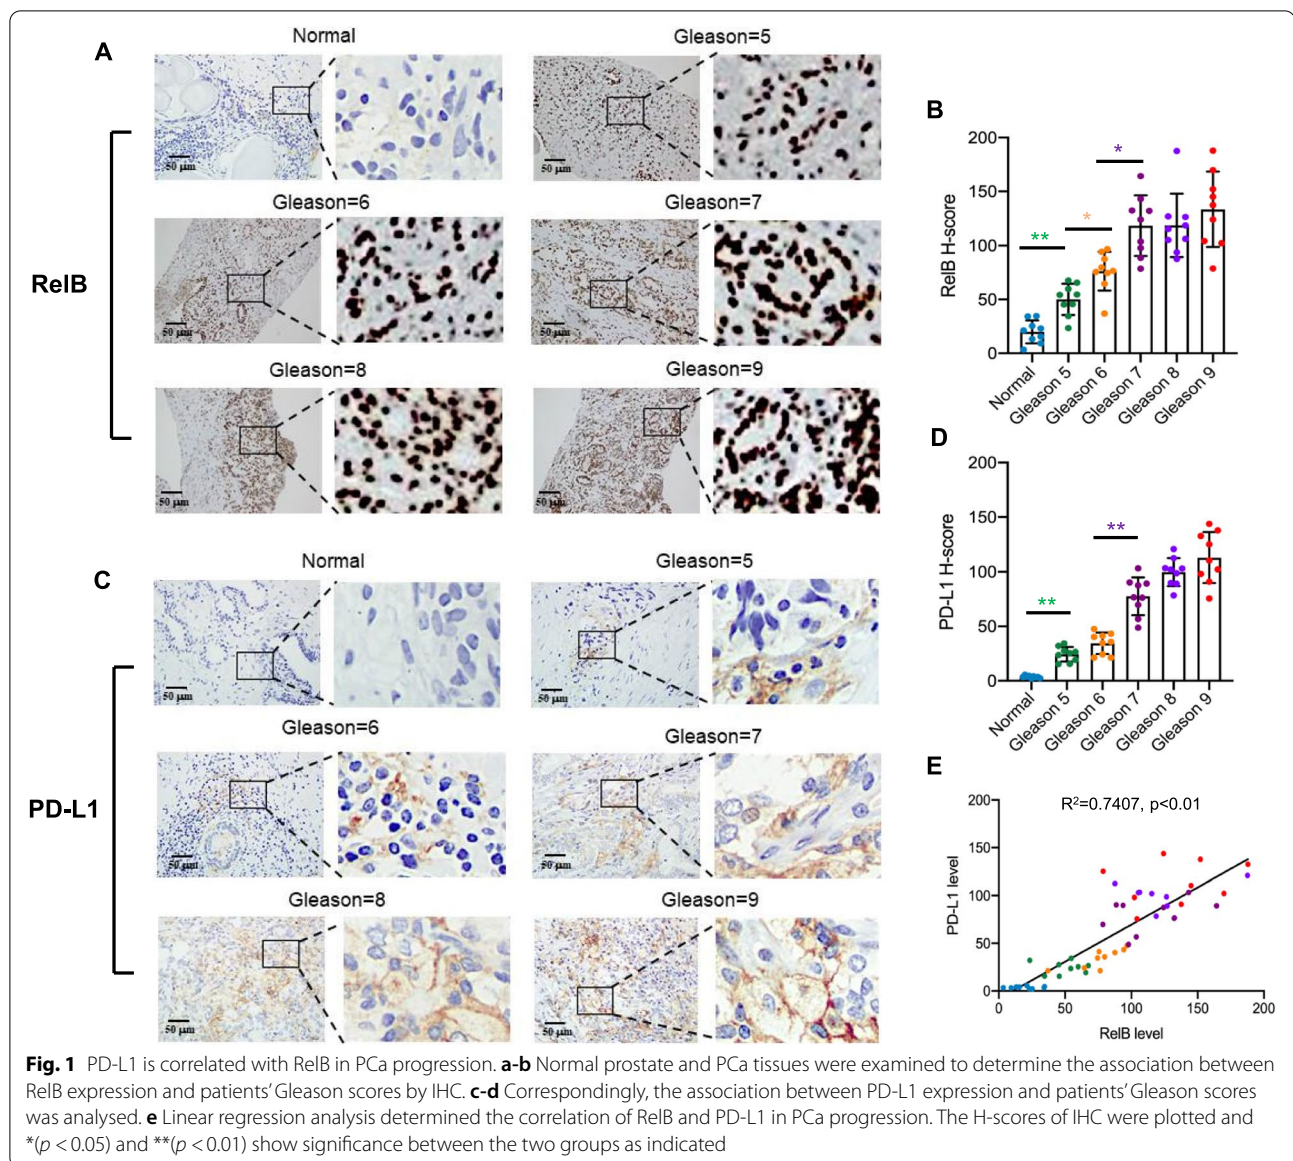 A
Normal
Gleason=5
50 μm
50 μm
RelB
Gleason=6
Gleason=7
50 μm
50 μm
Gleason=8
Gleason=9
50 μm
50 μm
B
RelB H-score
200
150
100
50
0
**
*
*
Normal
Gleason 5
Gleason 6
Gleason 7
Gleason 8
Gleason 9
C
Normal
Gleason=5
50 μm
50 μm
PD-L1
Gleason=6
Gleason=7
50 μm
50 μm
Gleason=8
Gleason=9
50 μm
50 μm
D
PD-L1 H-score
200
150
100
50
0
**
**
Normal
Gleason 5
Gleason 6
Gleason 7
Gleason 8
Gleason 9
E
R²=0.7407, p<0.01
PD-L1 level
200
150
100
50
0
0 50 100 150 200
RelB level
Fig. 1 PD-L1 is correlated with RelB in PCa progression. a-b Normal prostate and PCa tissues were examined to determine the association between
RelB expression and patients' Gleason scores by IHC. c-d Correspondingly, the association between PD-L1 expression and patients' Gleason scores
was analysed. e Linear regression analysis determined the correlation of RelB and PD-L1 in PCa progression. The H-scores of IHC were plotted and
*(p < 0.05) and **(p < 0.01) show significance between the two groups as indicated